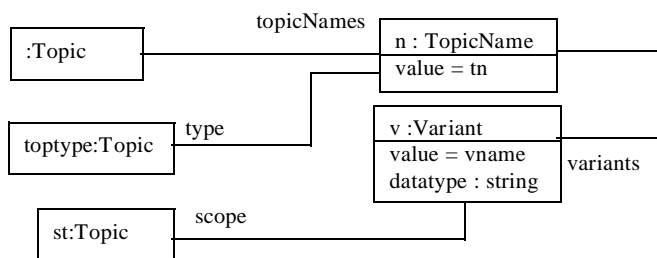 topicNames
:Topic
n : TopicName
value = tn
toptype:Topic
type
v :Variant
value = vname
datatype : string
variants
st:Topic
scope